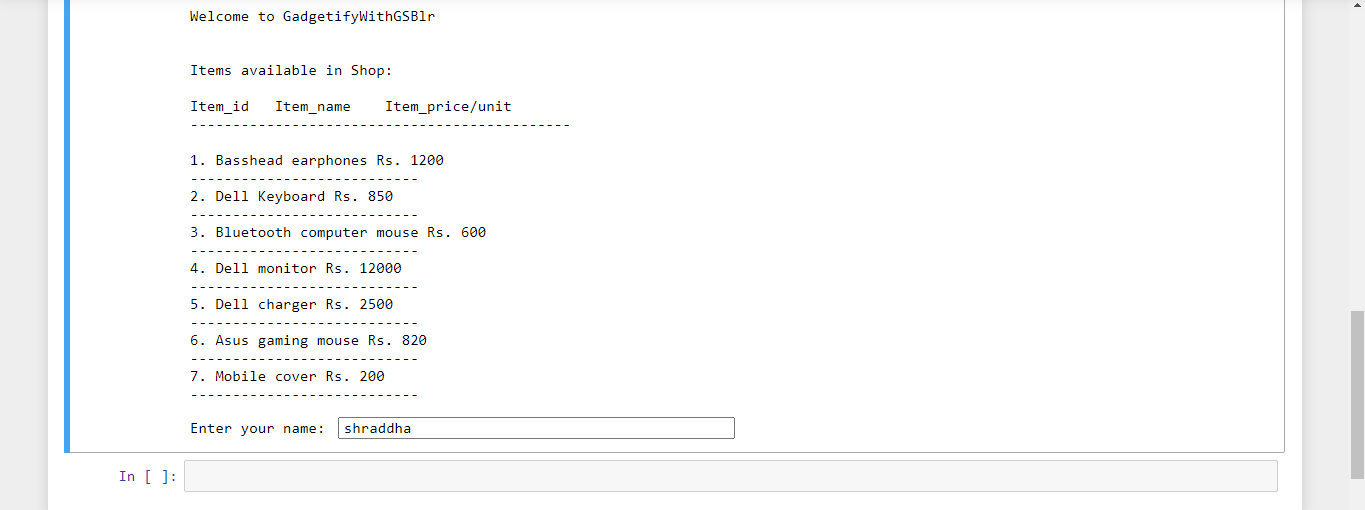 Welcome to GadgetifyWithGSBlr
Items available in Shop:
Item_id   Item_name    Item_price/unit
---------------------------------------------
1. Basshead earphones Rs. 1200
---------------------------
2. Dell Keyboard Rs. 850
---------------------------
3. Bluetooth computer mouse Rs. 600
---------------------------
4. Dell monitor Rs. 12000
---------------------------
5. Dell charger Rs. 2500
---------------------------
6. Asus gaming mouse Rs. 820
---------------------------
7. Mobile cover Rs. 200
---------------------------
Enter your name: shraddha
In [ ]: